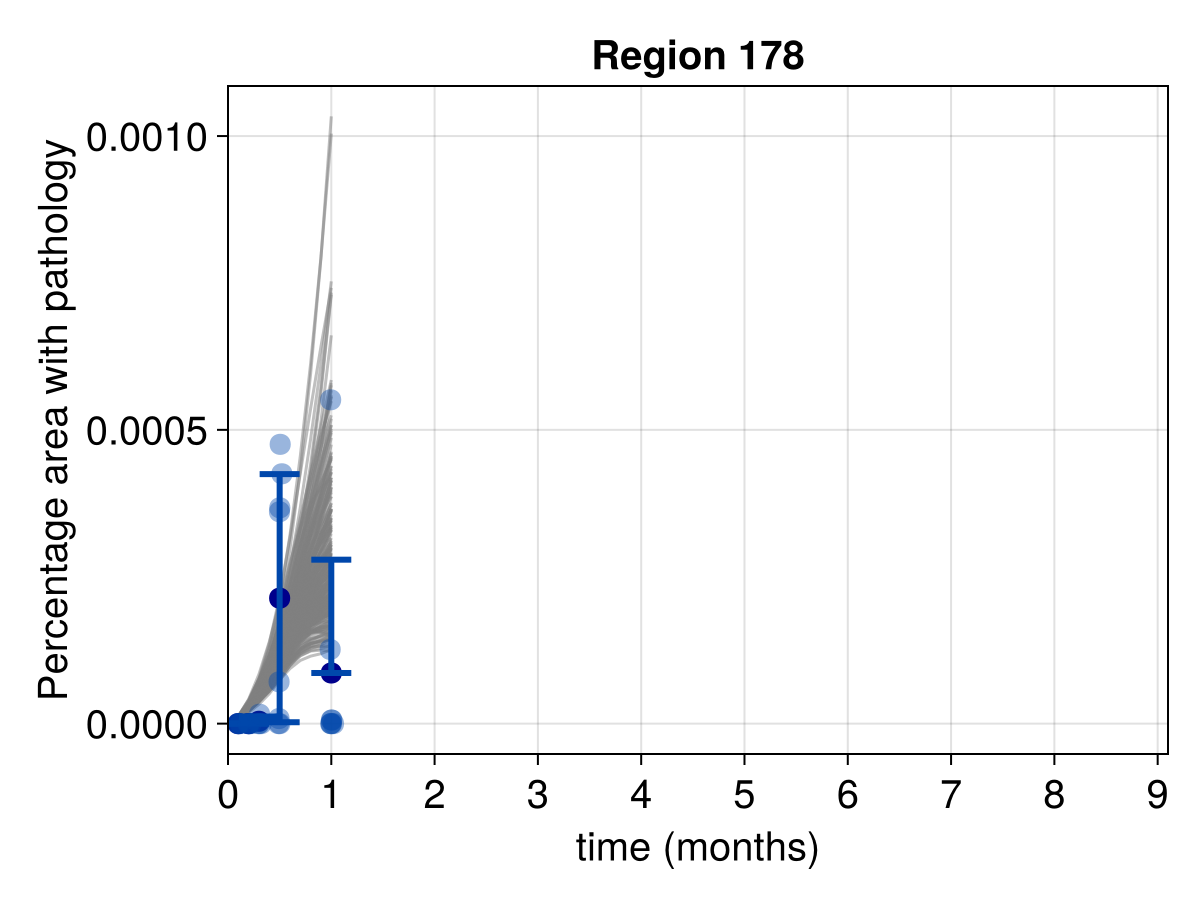 Region 178
Percentage area with pathology
0.0010
0.0005
0.0000
0 1 2 3 4 5 6 7 8 9
time (months)